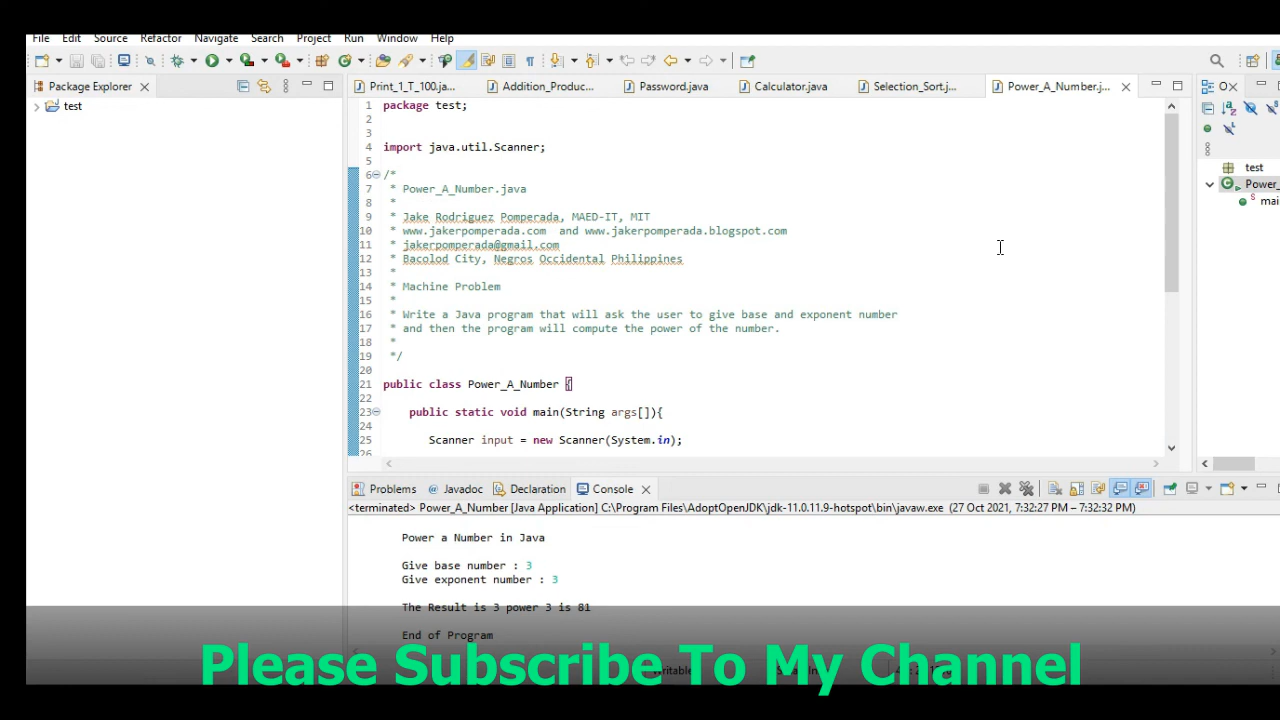 File Edit Source Refactor Navigate Search Project Run Window Help
Package Explorer
Print_1_T_100.ja... Addition_Produc... Password.java Calculator.java Selection_Sort.j... Power_A_Number.j...
test
1 package test;
2
3
4 import java.util.Scanner;
5
6 /*
7 * Power_A_Number.java
8 *
9 * Jake Rodriguez Pomperada, MAED-IT, MIT
10 * www.jakerpomperada.com and www.jakerpomperada.blogspot.com
11 * jakerpomperada@gmail.com
12 * Bacolod City, Negros Occidental Philippines
13 *
14 * Machine Problem
15 *
16 * Write a Java program that will ask the user to give base and exponent number
17 * and then the program will compute the power of the number.
18 *
19 */
20
21 public class Power_A_Number {
22
23 public static void main(String args[]){
24
25 Scanner input = new Scanner(System.in);
26
O
test
Power_
mai
Problems @ Javadoc Declaration Console
<terminated> Power_A_Number [Java Application] C:\Program Files\AdoptOpenJDK\jdk-11.0.11.9-hotspot\bin\javaw.exe (27 Oct 2021, 7:32:27 PM – 7:32:32 PM)
Power a Number in Java
Give base number : 3
Give exponent number : 3
The Result is 3 power 3 is 81
End of Program
Please Subscribe To My Channel
Writable